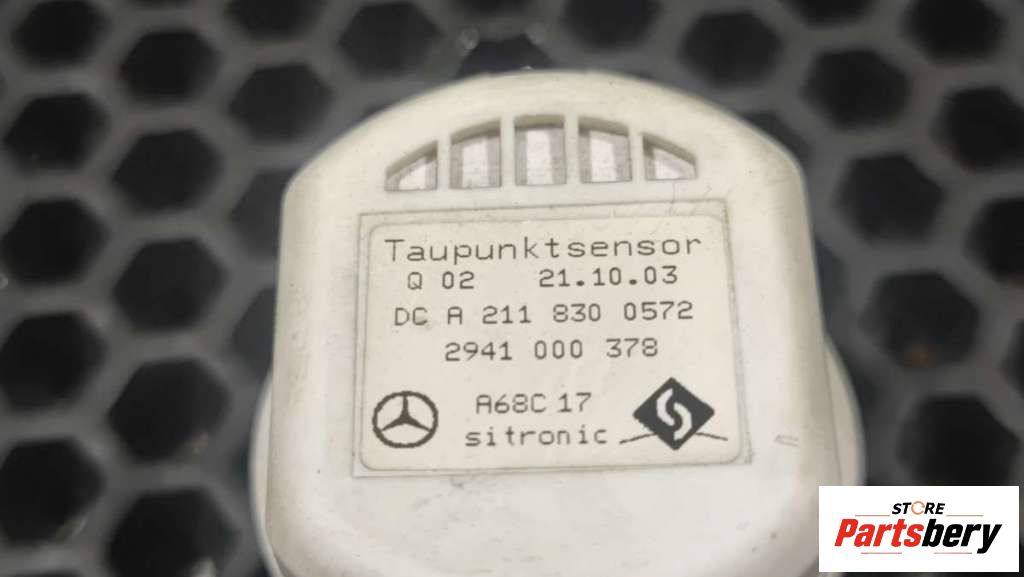 Taupunktsensor
Q 02 21.10.03
DC A 211 830 0572
2941 000 378
A68C 17
sitronic
STORE
Partsbery